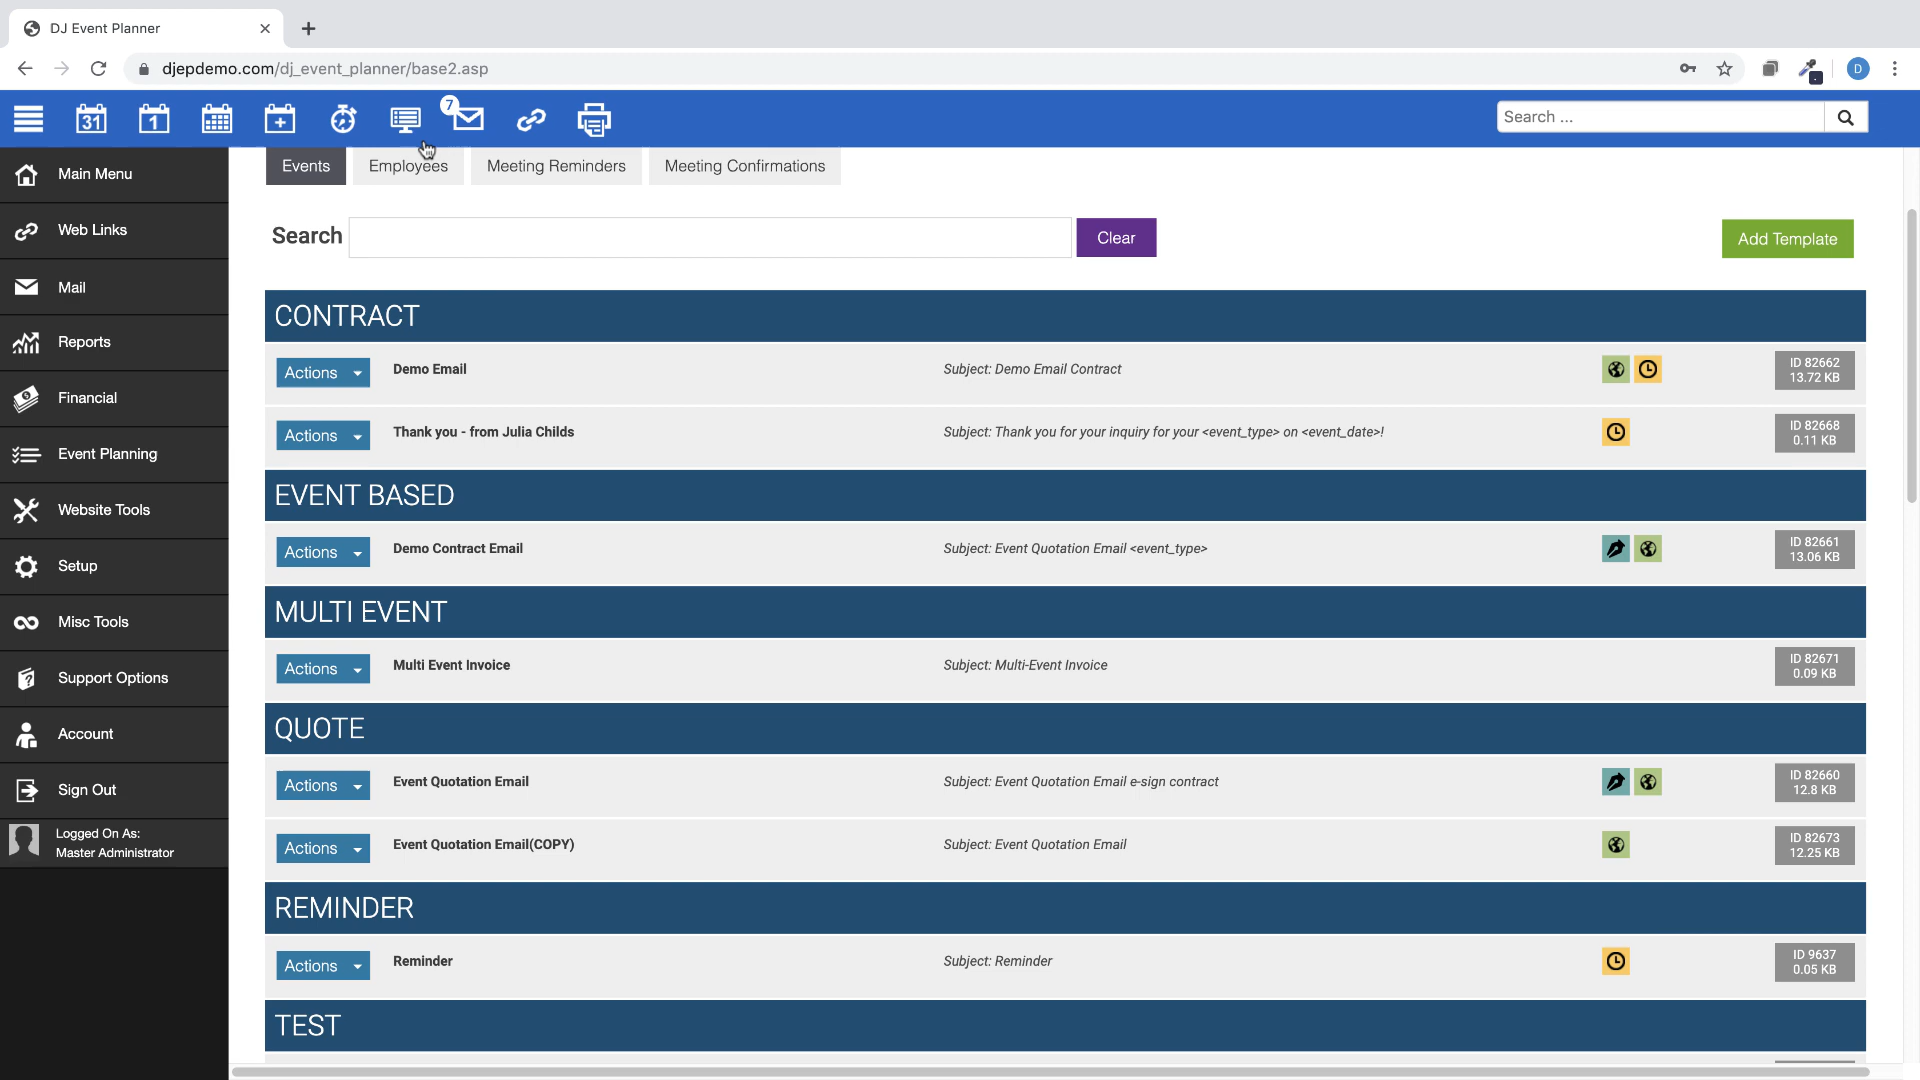 DJ Event Planner
djepdemo.com/dj_event_planner/base2.asp
D
31
1
7
Search ...
Main Menu
Web Links
Mail
Reports
Financial
Event Planning
Website Tools
Setup
Misc Tools
Support Options
Account
Sign Out
Logged On As:
Master Administrator
Events
Employees
Meeting Reminders
Meeting Confirmations
Search
Clear
Add Template
CONTRACT
Actions
Demo Email
Subject: Demo Email Contract
ID 82662
13.72 KB
Actions
Thank you - from Julia Childs
Subject: Thank you for your inquiry for your <event_type> on <event_date>!
ID 82668
0.11 KB
EVENT BASED
Actions
Demo Contract Email
Subject: Event Quotation Email <event_type>
ID 82661
13.06 KB
MULTI EVENT
Actions
Multi Event Invoice
Subject: Multi-Event Invoice
ID 82671
0.09 KB
QUOTE
Actions
Event Quotation Email
Subject: Event Quotation Email e-sign contract
ID 82660
12.8 KB
Actions
Event Quotation Email(COPY)
Subject: Event Quotation Email
ID 82673
12.25 KB
REMINDER
Actions
Reminder
Subject: Reminder
ID 9637
0.05 KB
TEST